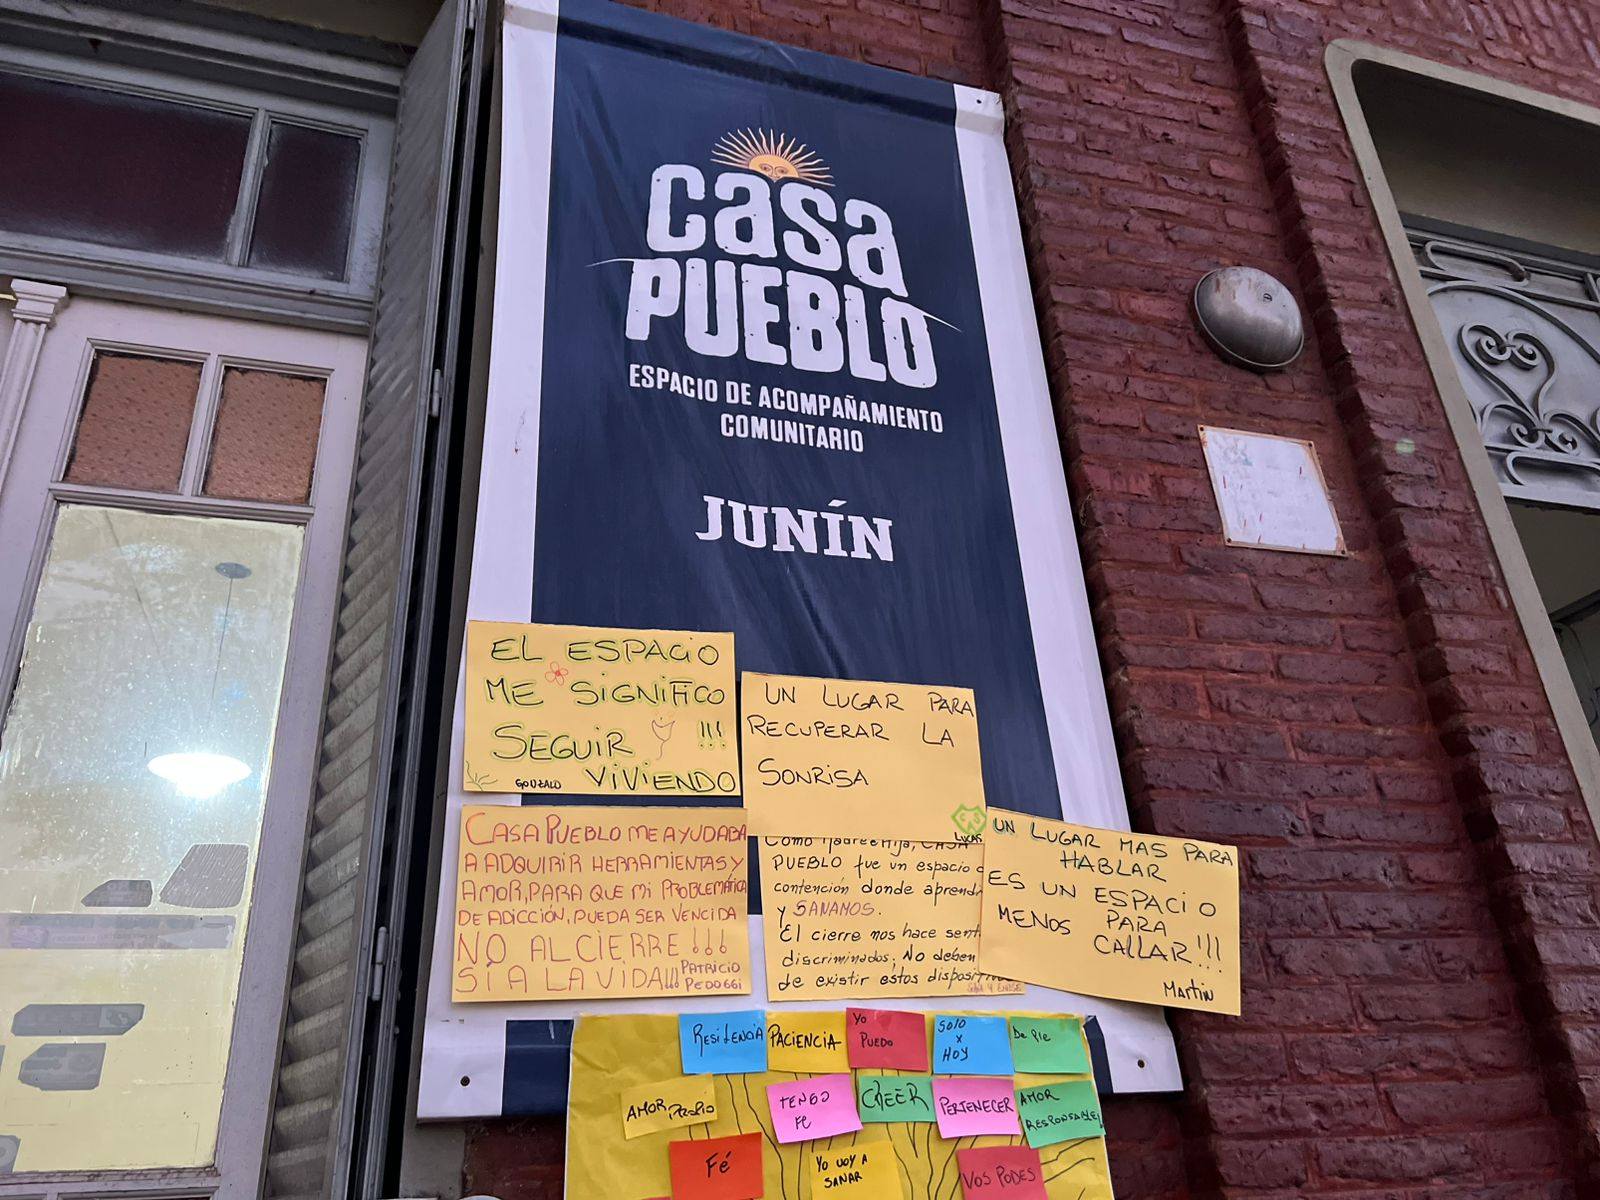 casa
PUEBLO
ESPACIO DE ACOMPAÑAMIENTO
COMUNITARIO
JUNÍN
EL ESPACIO
ME SIGNIFICO
SEGUIR !!!
VIVIENDO
GONZALO
UN LUGAR PARA
RECUPERAR LA
SONRISA
LUCAS
CASA PUEBLO ME AYUDABA
A ADQUIRIR HERRAMIENTAS Y
AMOR, PARA QUE MI PROBLEMÁTICA
DE ADICCIÓN, PUEDA SER VENCIDA
NO AL CIERRE !!!
SI A LA VIDA!!!
PATRICIO
PEDOGGI
Como Madre e Hija, CASA
PUEBLO fue un espacio
contención donde aprend
y SANAMOS.
El cierre nos hace sent
discriminados. No deben
de existir estos disposit
UN LUGAR MAS PARA
HABLAR
ES UN ESPACIO
MENOS PARA
CALLAR!!!
Martin
RESILENCIA
PACIENCIA
Yo
PUEDO
SOLO
X
HOY
De Pie
AMOR PROPIO
TENGO
FE
CREER
PERTENECER
AMOR
RESPONSABLE
Fé
YO VOY A
SANAR
VOS PODES